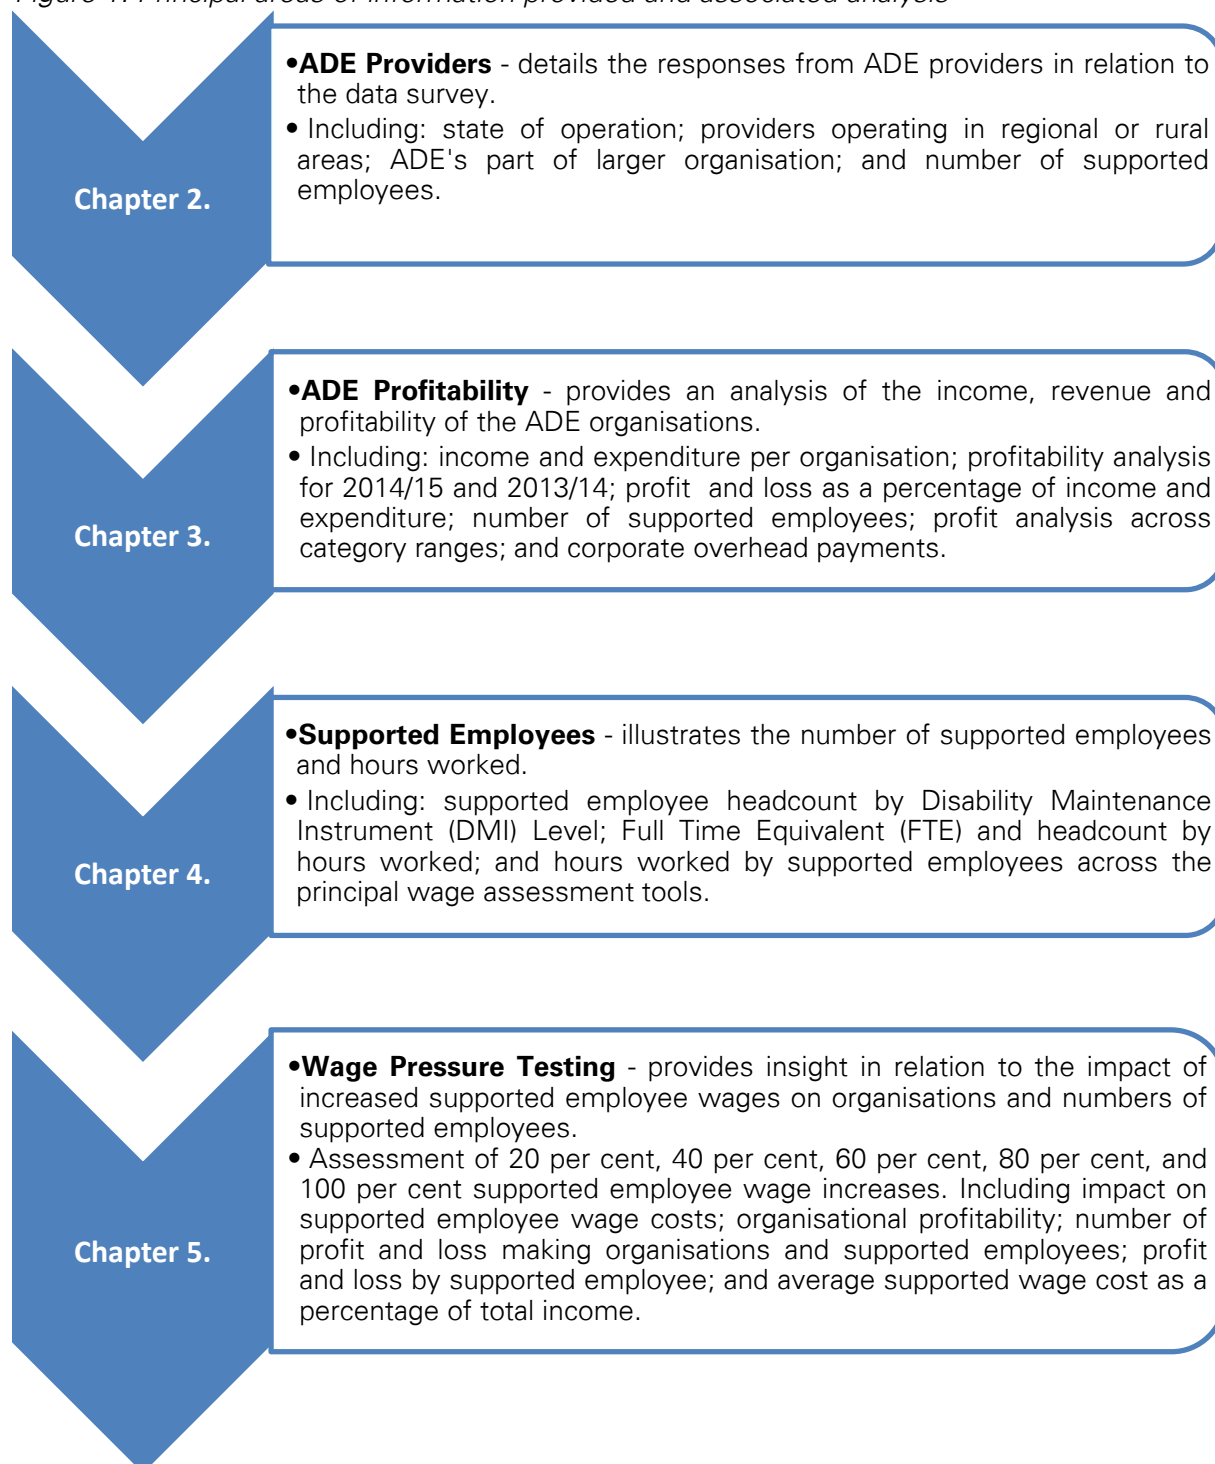 Figure 1: Principal areas of information provided and associated analysis
•ADE Providers - details the responses from ADE providers in relation to
the data survey.
• Including: state of operation; providers operating in regional or rural
areas; ADE's part of larger organisation; and number of supported
employees.
Chapter 2.
•ADE Profitability - provides an analysis of the income, revenue and
profitability of the ADE organisations.
• Including: income and expenditure per organisation; profitability analysis
for 2014/15 and 2013/14; profit and loss as a percentage of income and
expenditure; number of supported employees; profit analysis across
category ranges; and corporate overhead payments.
Chapter 3.
•Supported Employees - illustrates the number of supported employees
and hours worked.
• Including: supported employee headcount by Disability Maintenance
Instrument (DMI) Level; Full Time Equivalent (FTE) and headcount by
hours worked; and hours worked by supported employees across the
principal wage assessment tools.
Chapter 4.
•Wage Pressure Testing - provides insight in relation to the impact of
increased supported employee wages on organisations and numbers of
supported employees.
• Assessment of 20 per cent, 40 per cent, 60 per cent, 80 per cent, and
100 per cent supported employee wage increases. Including impact on
supported employee wage costs; organisational profitability; number of
profit and loss making organisations and supported employees; profit
and loss by supported employee; and average supported wage cost as a
percentage of total income.
Chapter 5.